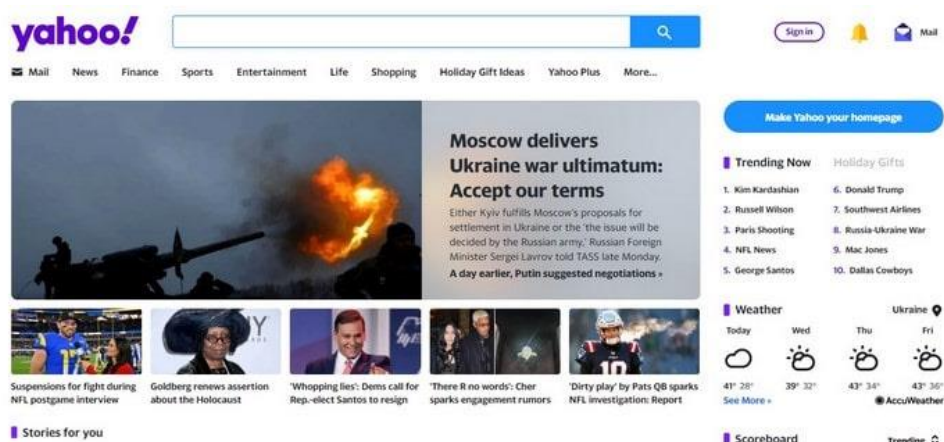 yahoo!
Sign in
Mail
Mail News Finance Sports Entertainment Life Shopping Holiday Gift Ideas Yahoo Plus More...
Moscow delivers
Ukraine war ultimatum:
Accept our terms
Either Kyiv fulfills Moscow's proposals for
settlement in Ukraine or the 'the issue will be
decided by the Russian army,' Russian Foreign
Minister Sergei Lavrov told TASS late Monday.
A day earlier, Putin suggested negotiations »
Suspensions for fight during
NFL postgame interview
Goldberg renews assertion
about the Holocaust
'Whopping lies': Dems call for
Rep.-elect Santos to resign
'There R no words': Cher
sparks engagement rumors
10
'Dirty play' by Pats QB sparks
NFL investigation: Report
Stories for you
Make Yahoo your homepage
Trending Now Holiday Gifts
1. Kim Kardashian
2. Russell Wilson
3. Paris Shooting
4. NFL News
5. George Santos
6. Donald Trump
7. Southwest Airlines
8. Russia-Ukraine War
9. Mac Jones
10. Dallas Cowboys
Weather Ukraine
Today Wed Thu Fri
41° 28° 39° 32° 43° 34° 43° 36°
See More » AccuWeather
Scoreboard Trending